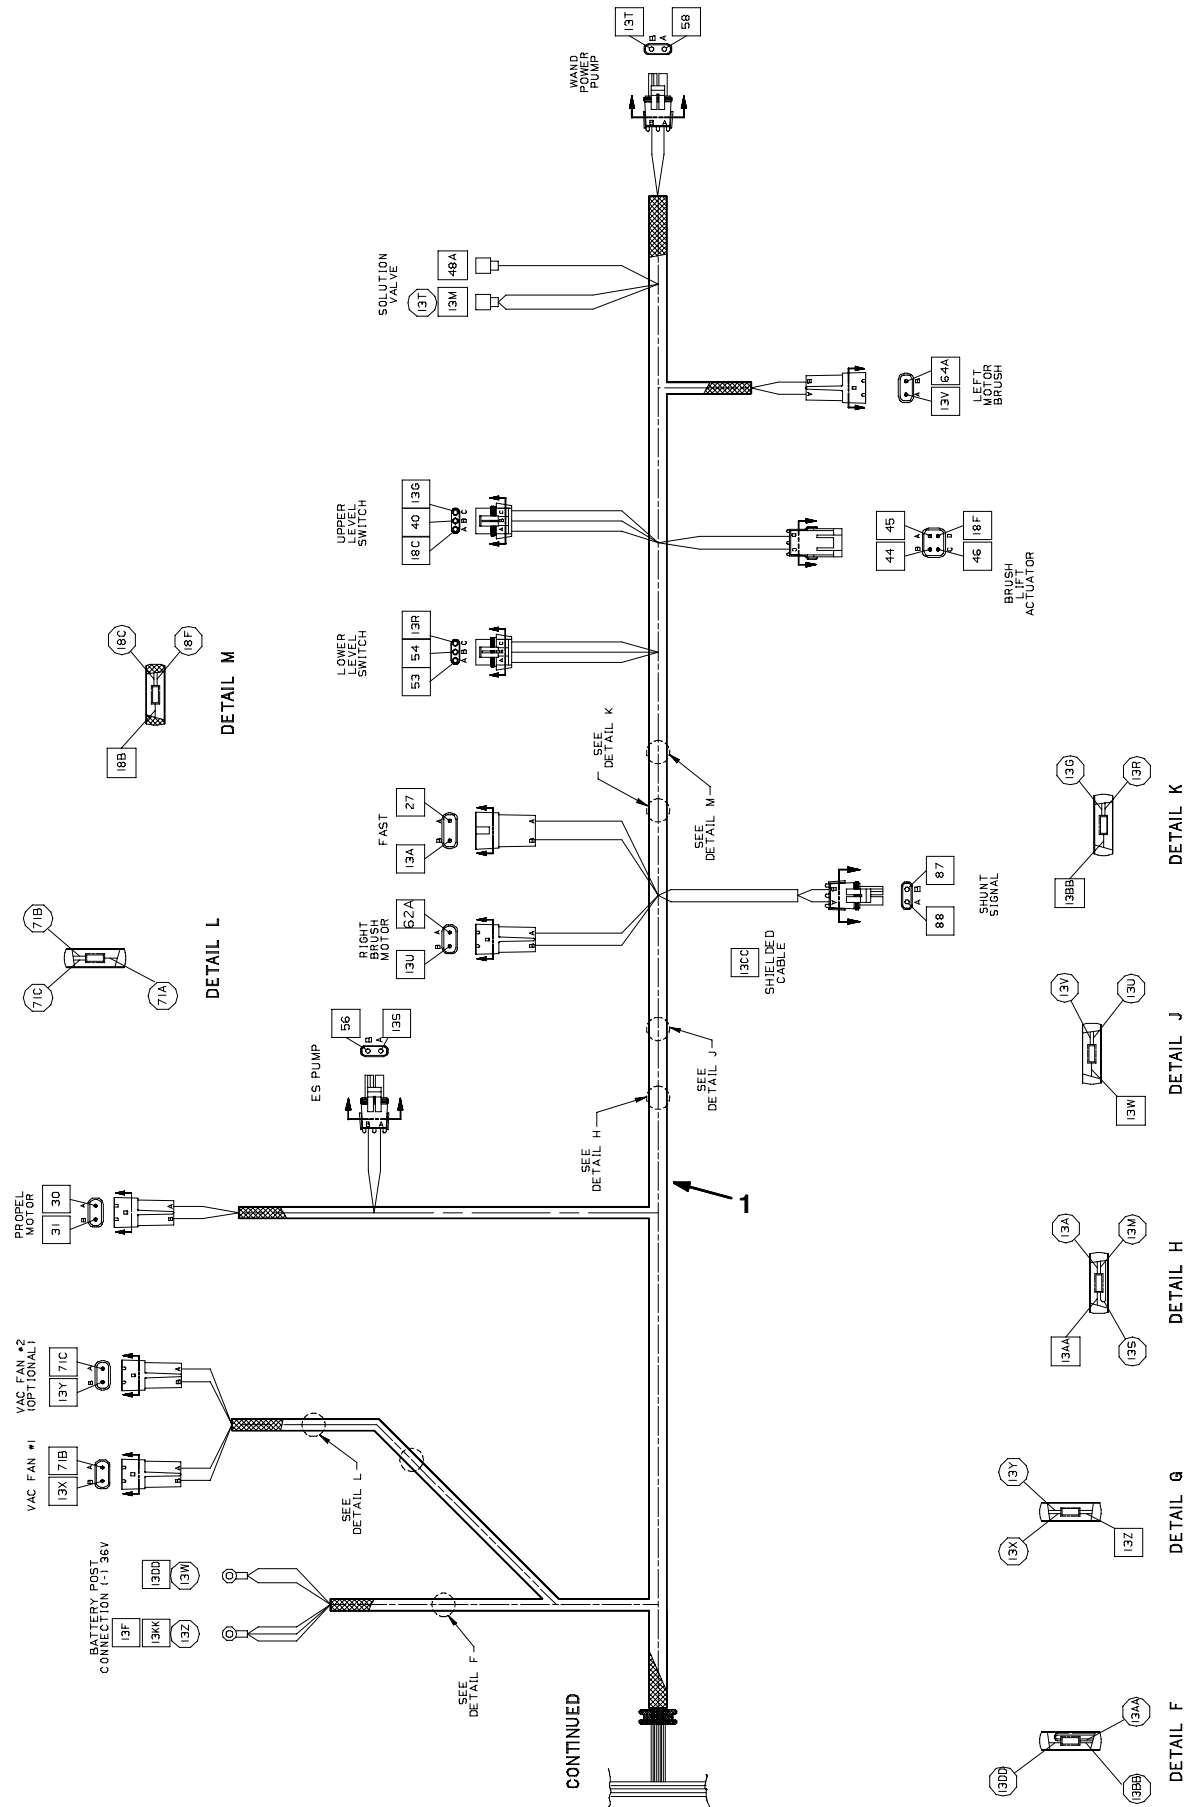 13T
58
B
A
WAND
POWER
PUMP
B
A
SOLUTION
VALVE
48A
13T
13M
A
B
A
B
13V
64A
LEFT
MOTOR
BRUSH
UPPER
LEVEL
SWITCH
18C
40
13G
A B C
A B C
44
45
B
A
C
D
46
18F
BRUSH
LIFT
ACTUATOR
LOWER
LEVEL
SWITCH
53
54
13R
A B C
A B C
18B
18C
18F
DETAIL M
SEE
DETAIL K
SEE
DETAIL M
FAST
13A
27
B
A
B
A
RIGHT
BRUSH
MOTOR
13U
62A
B
A
B
A
13CC
SHIELDED
CABLE
A
B
88
87
SHUNT
SIGNAL
13BB
13G
13R
DETAIL K
71C
71B
71A
DETAIL L
ES PUMP
56
13S
B
A
B
A
SEE
DETAIL H
SEE
DETAIL J
13W
13V
13U
DETAIL J
1
PROPEL
MOTOR
31
30
B
A
B
A
13AA
13A
13M
13S
DETAIL H
VAC FAN #2
(OPTIONAL)
13Y
71C
B
A
B
A
VAC FAN #1
13X
71B
B
A
B
A
SEE
DETAIL L
13X
13Y
13Z
DETAIL G
BATTERY POST
CONNECTION (-) 36V
13F
13KK
13Z
13DD
13W
SEE
DETAIL F
CONTINUED
13DD
13AA
13BB
DETAIL F